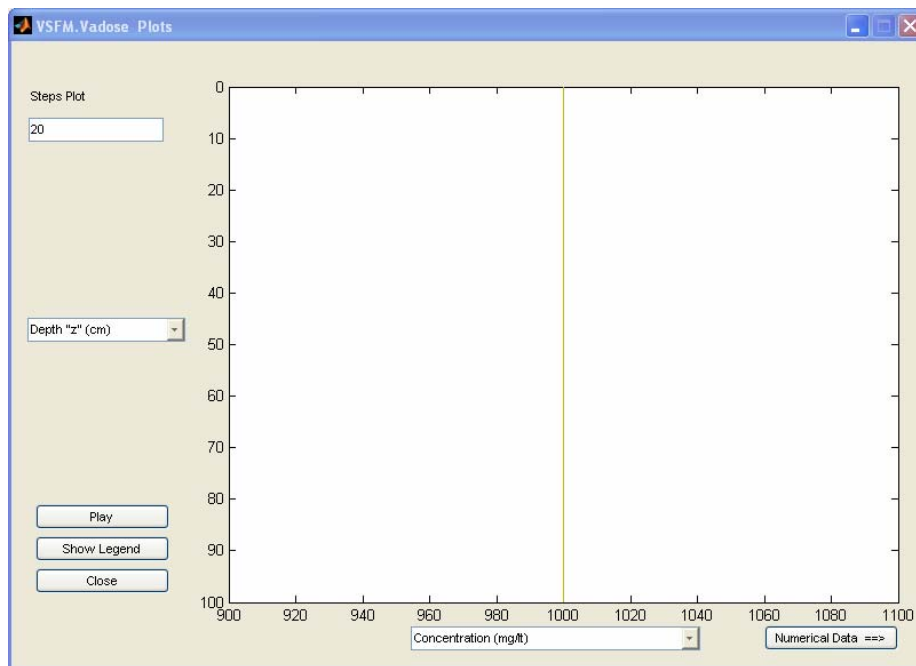 VSFM.Vadose Plots
Steps Plot
20
Depth "z" (cm)
Play
Show Legend
Close
0
10
20
30
40
50
60
70
80
90
100
900 920 940 960 980 1000 1020 1040 1060 1080 1100
Concentration (mg/lt)
Numerical Data ==>